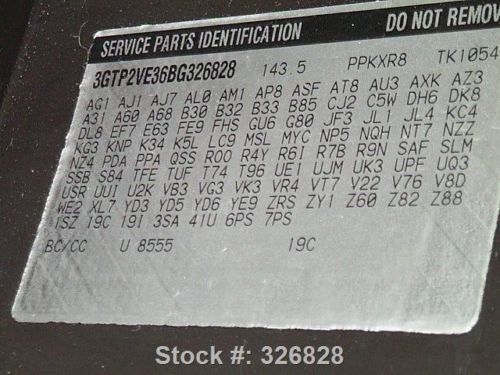 SERVICE PARTS IDENTIFICATION DO NOT REMOV
3GTP2VE36BG326828 143.5 PPKXR8 TK1054
AG1 AJ1 AJ7 AL0 AM1 AP8 ASF AT8 AU3 AXK AZ3
A31 A60 A68 B30 B32 B33 B85 CJ2 C5W DH6 DK8
DL8 EF7 E63 FE9 FHS GU6 G80 JF3 JL1 JL4 KC4
KG3 KNP K34 K5L LC9 MSL MYC NP5 NQH NT7 NZZ
NZ4 PDA PPA QSS R00 R4Y R6I R7B R9N SAF SLM
SSB S84 TFE TUF T74 T96 UE1 UJM UK3 UPF UQ3
USR UUI U2K VB3 VG3 VK3 VR4 VT7 V22 V76 V8D
WE2 XL7 YD3 YD5 YD6 YE9 ZRS ZY1 Z60 Z82 Z88
1SZ 19C 19I 3SA 41U 6PS 7PS
BC/CC U 8555 19C
Stock #: 326828